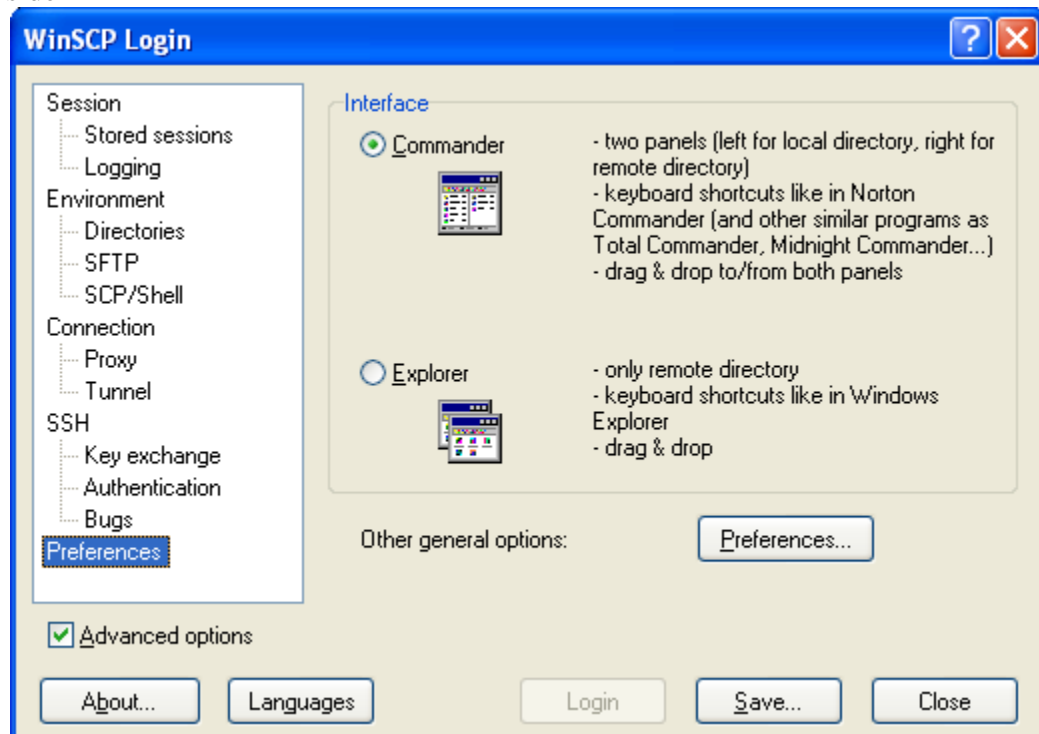 WinSCP Login
Session
Stored sessions
Logging
Environment
Directories
SFTP
SCP/Shell
Connection
Proxy
Tunnel
SSH
Key exchange
Authentication
Bugs
Preferences
Advanced options
Interface
Commander
- two panels (left for local directory, right for
remote directory)
- keyboard shortcuts like in Norton
Commander (and other similar programs as
Total Commander, Midnight Commander...)
- drag & drop to/from both panels
Explorer
- only remote directory
- keyboard shortcuts like in Windows
Explorer
- drag & drop
Other general options:
Preferences...
About...
Languages
Login
Save...
Close